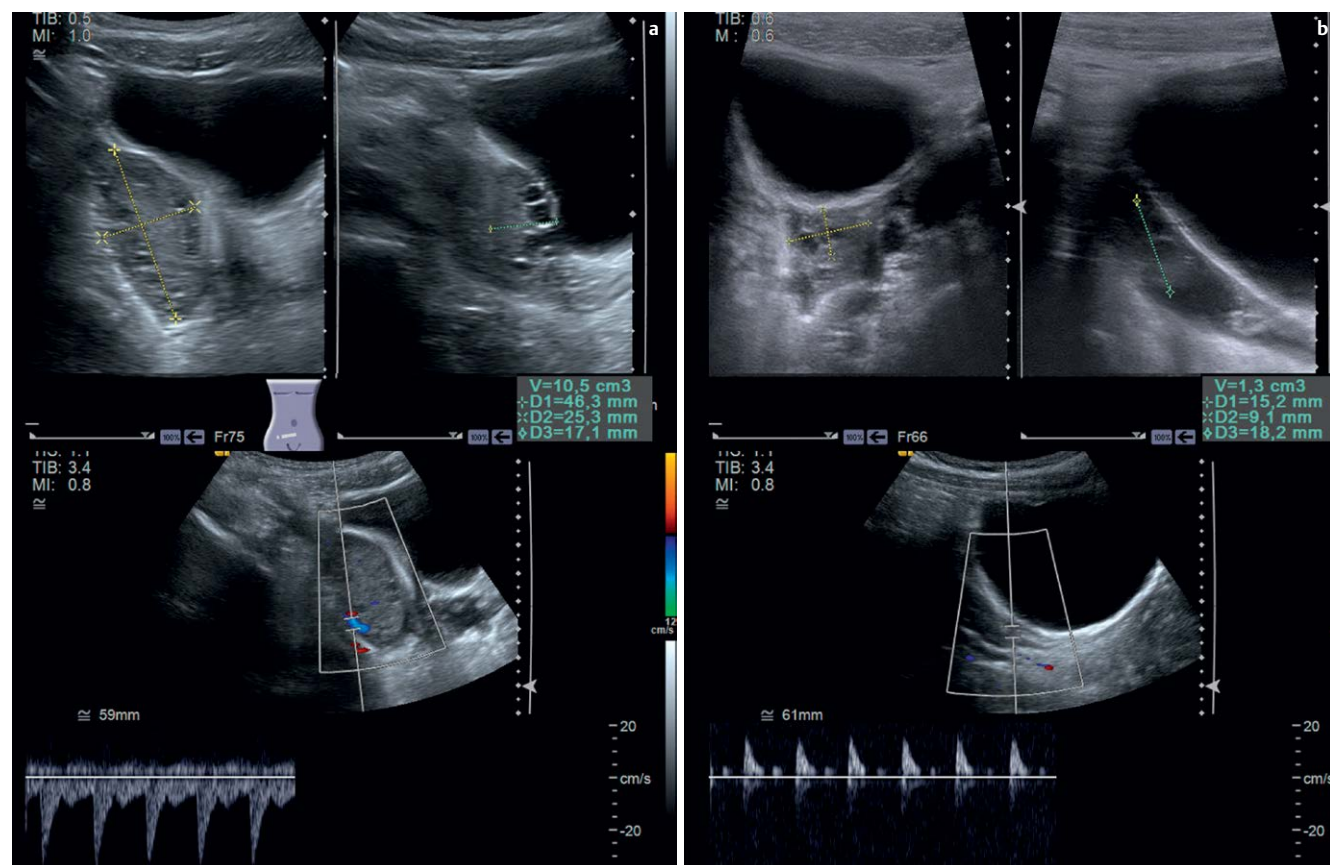 TIB: 0.5
MI: 1.0
a
V=10,5 cm3
D1=46,3 mm
D2=25,3 mm
D3=17,1 mm
100%
Fr75
100%
TIB: 3.4
MI: 0.8
12
cm/s
59mm
20
cm/s
-20
TIB: 0.6
M : 0.6
b
V=1,3 cm3
D1=15,2 mm
D2=9,1 mm
D3=18,2 mm
100%
Fr66
100%
TIB: 3.4
MI: 0.8
61mm
20
cm/s
-20